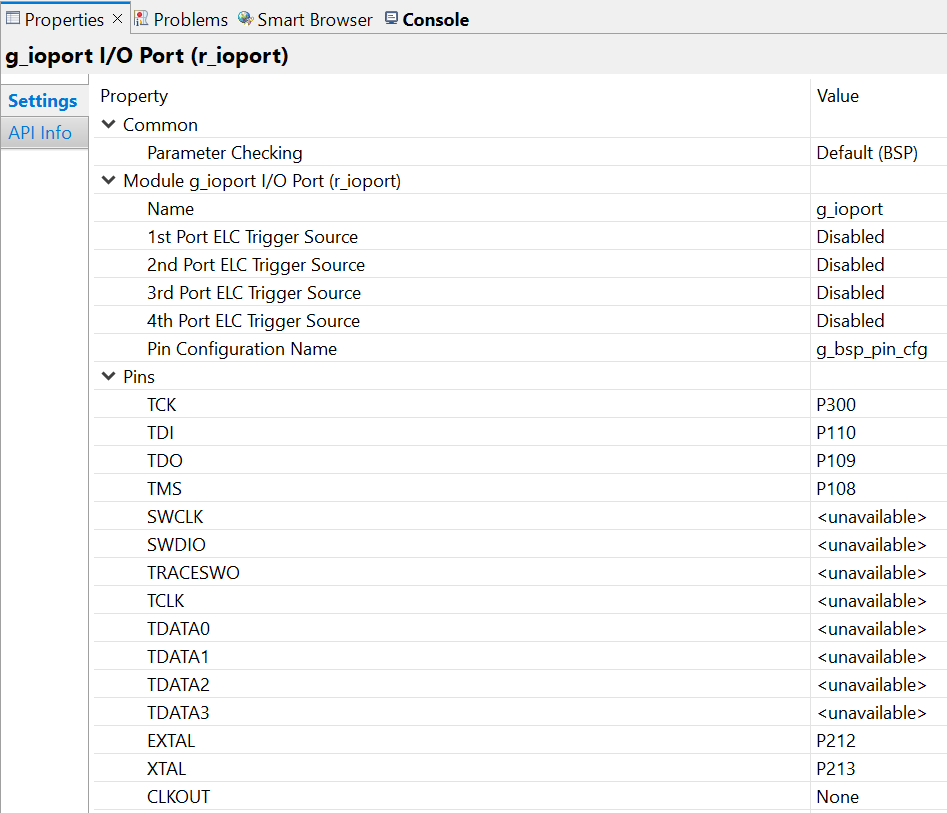 Properties Problems Smart Browser Console
g_ioport I/O Port (r_ioport)
Settings
API Info
Property Value
Common
Parameter Checking Default (BSP)
Module g_ioport I/O Port (r_ioport)
Name g_ioport
1st Port ELC Trigger Source Disabled
2nd Port ELC Trigger Source Disabled
3rd Port ELC Trigger Source Disabled
4th Port ELC Trigger Source Disabled
Pin Configuration Name g_bsp_pin_cfg
Pins
TCK P300
TDI P110
TDO P109
TMS P108
SWCLK <unavailable>
SWDIO <unavailable>
TRACESWO <unavailable>
TCLK <unavailable>
TDATA0 <unavailable>
TDATA1 <unavailable>
TDATA2 <unavailable>
TDATA3 <unavailable>
EXTAL P212
XTAL P213
CLKOUT None